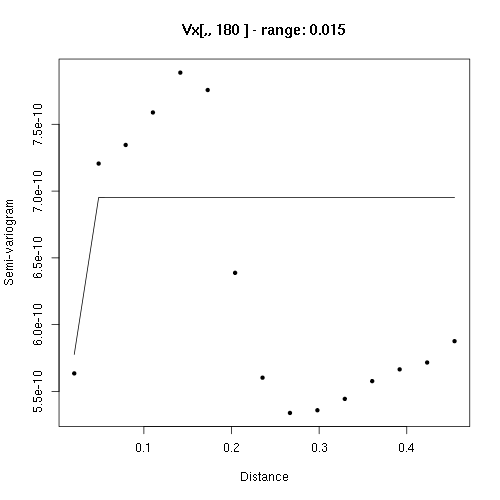 Vx[,, 180 ] - range: 0.015
Semi-variogram
7.5e-10
7.0e-10
6.5e-10
6.0e-10
5.5e-10
0.1 0.2 0.3 0.4
Distance